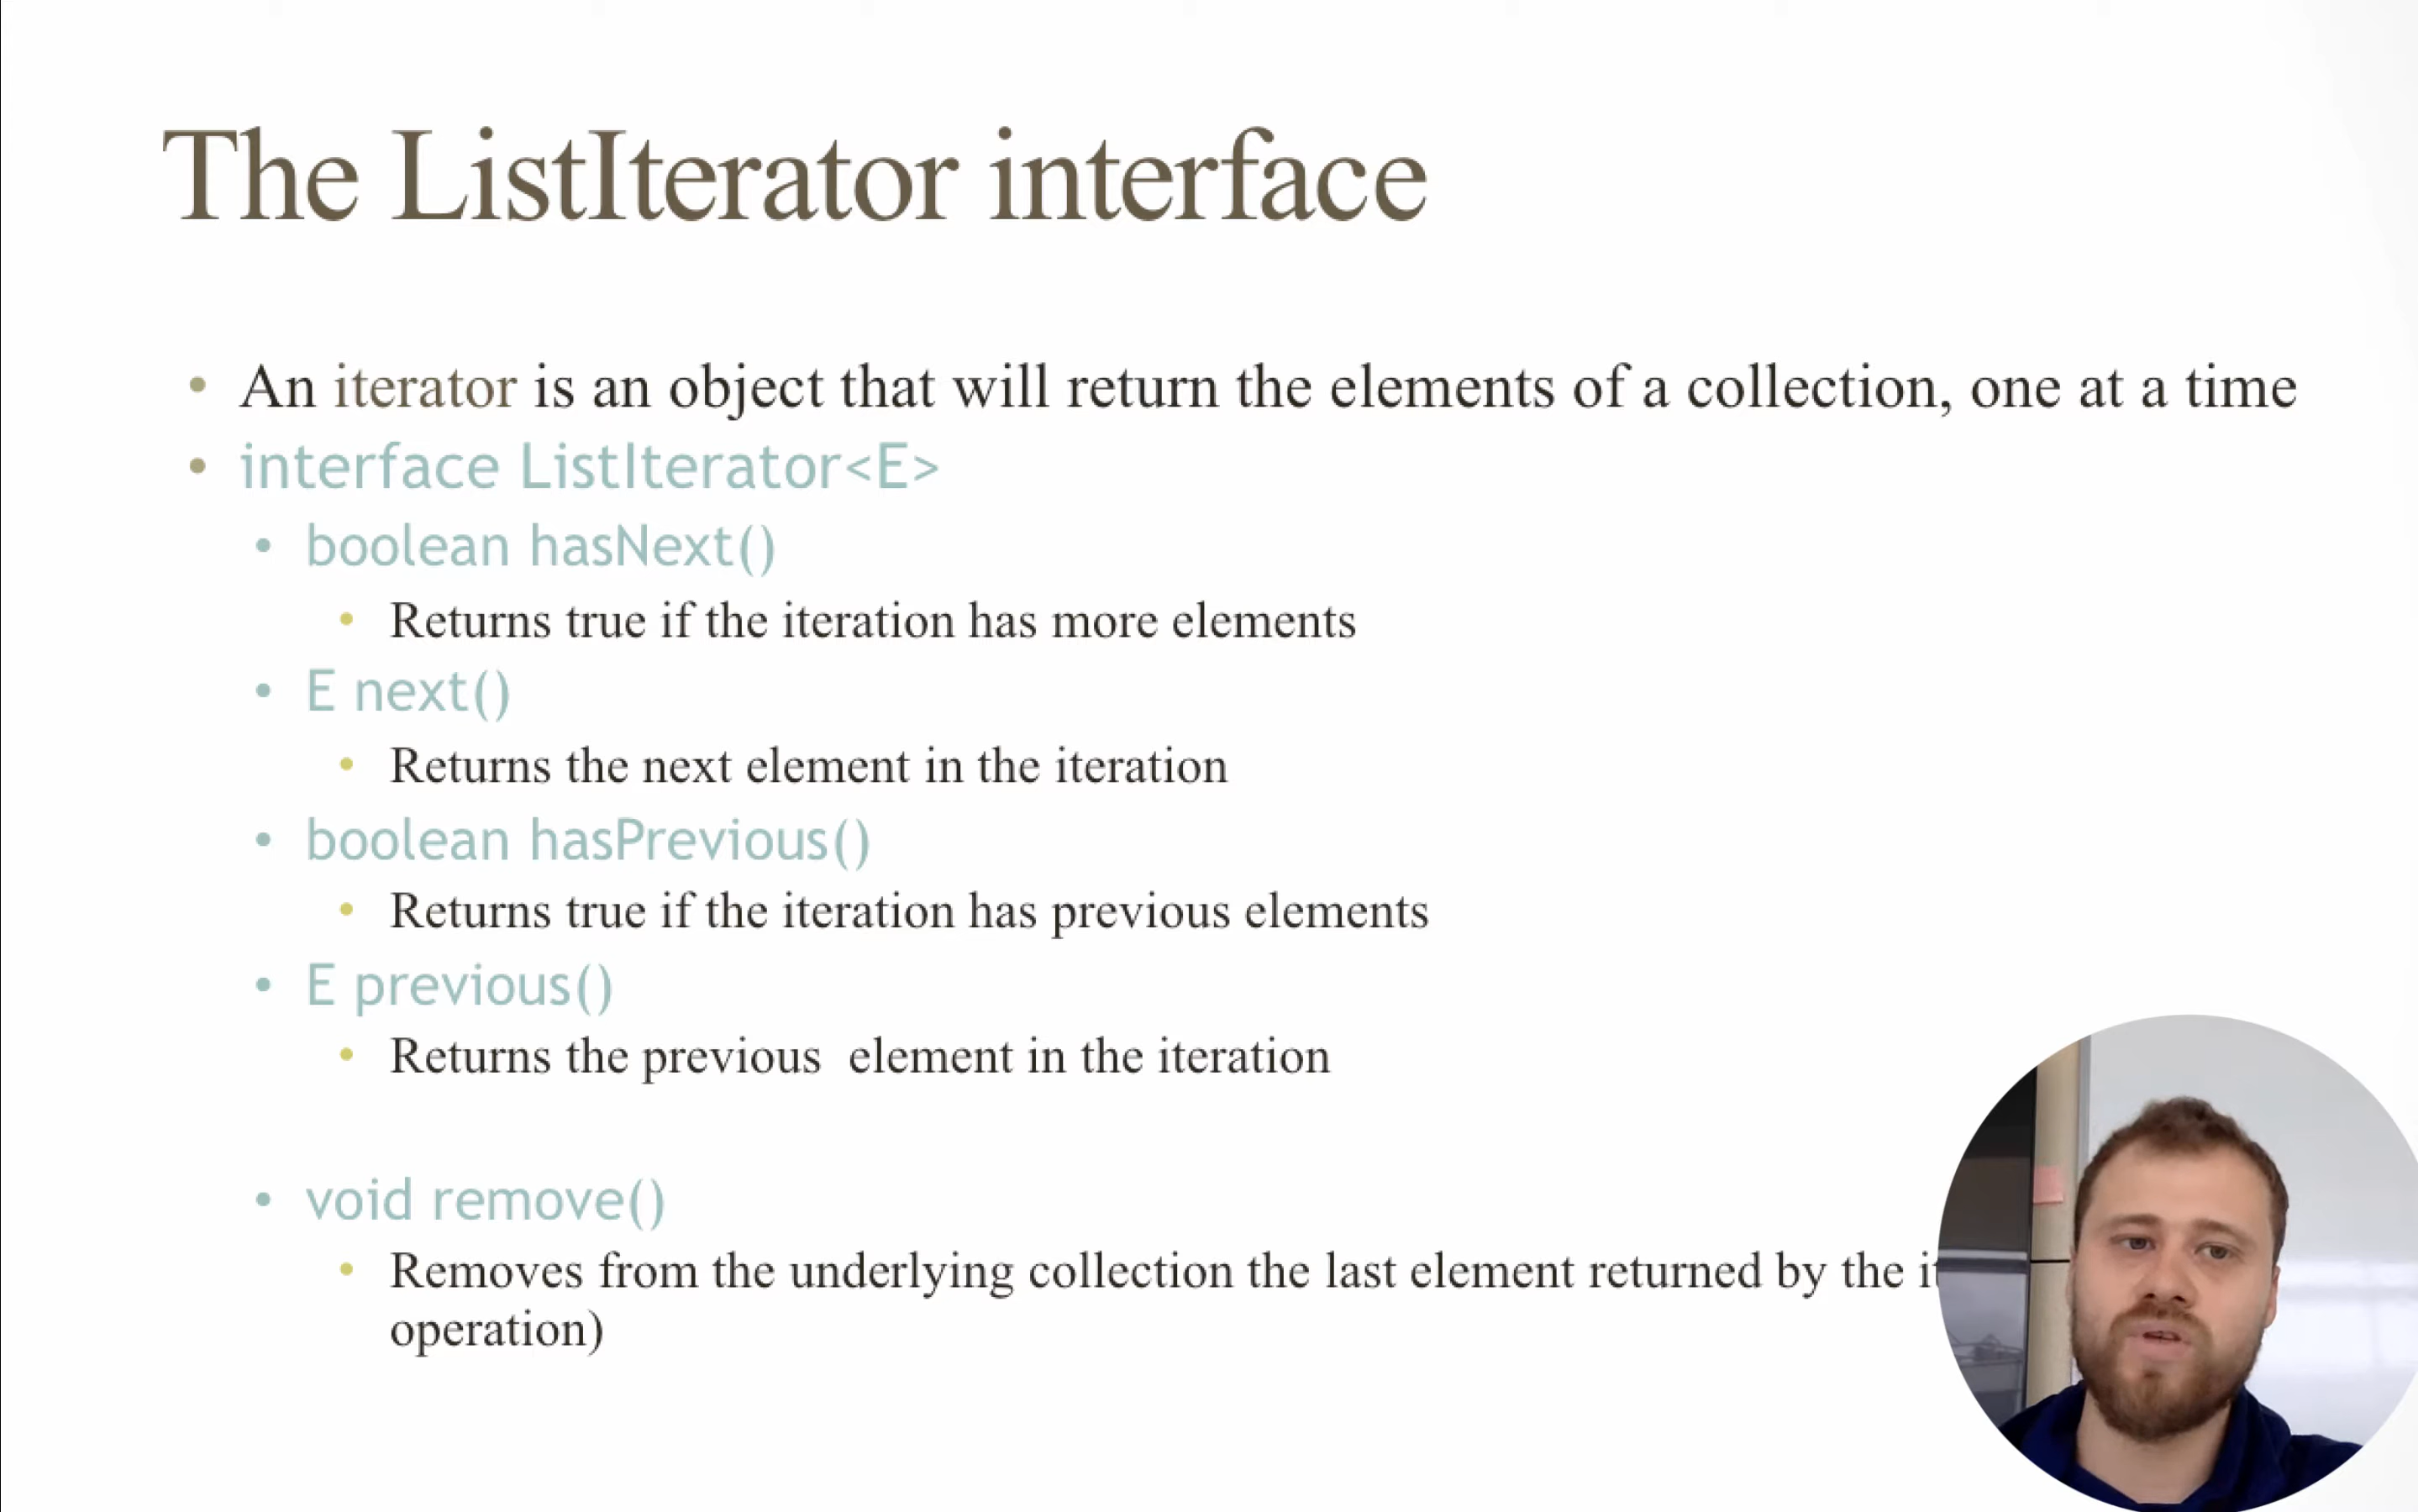 The ListIterator interface
• An iterator is an object that will return the elements of a collection, one at a time
• interface ListIterator<E>
• boolean hasNext()
• Returns true if the iteration has more elements
• E next()
• Returns the next element in the iteration
• boolean hasPrevious()
• Returns true if the iteration has previous elements
• E previous()
• Returns the previous  element in the iteration
• void remove()
• Removes from the underlying collection the last element returned by the
operation)